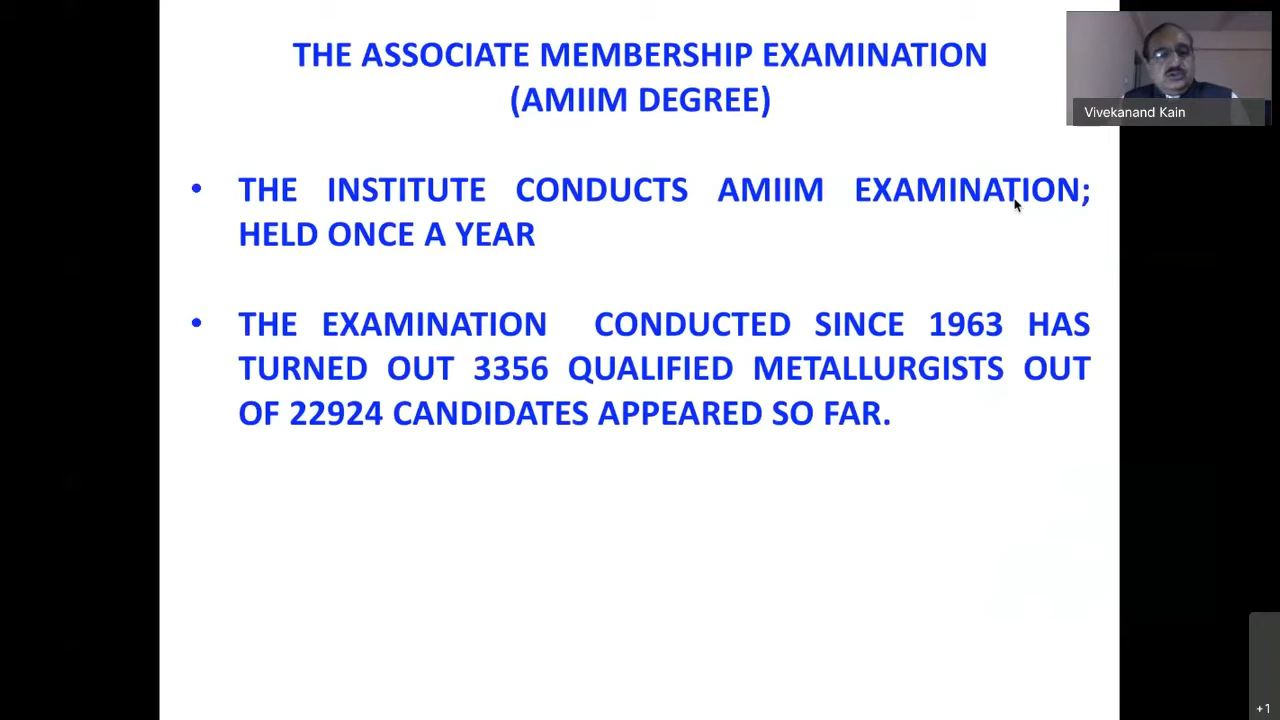 THE ASSOCIATE MEMBERSHIP EXAMINATION
(AMIIM DEGREE)
Vivekanand Kain
• THE INSTITUTE CONDUCTS AMIIM EXAMINATION;
HELD ONCE A YEAR
• THE EXAMINATION CONDUCTED SINCE 1963 HAS
TURNED OUT 3356 QUALIFIED METALLURGISTS OUT
OF 22924 CANDIDATES APPEARED SO FAR.
+1